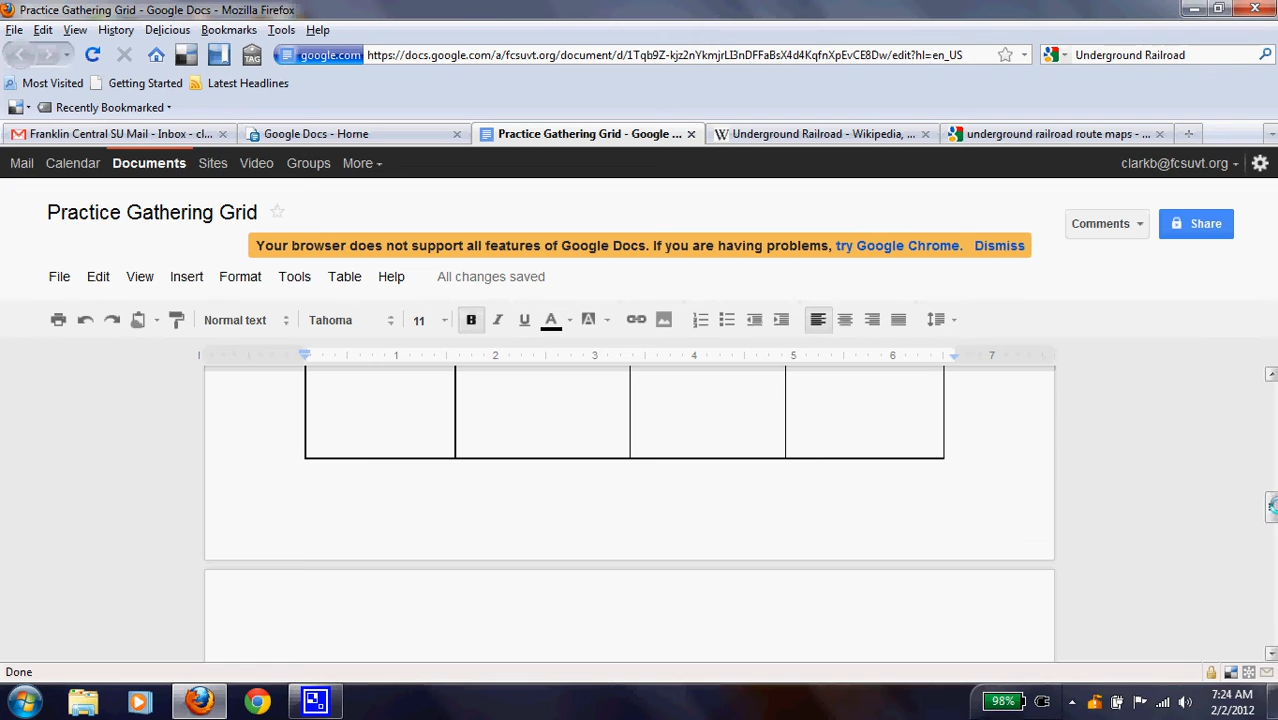 Practice Gathering Grid - Google Docs - Mozilla Firefox
File Edit View History Delicious Bookmarks Tools Help
TAG google.com https://docs.google.com/a/fcsuvt.org/document/d/1Tqb9Z-kjz2nYkmjrLI3nDFFaBsX4d4KqfnXpEvCE8Dw/edit?hl=en_US Underground Railroad
Most Visited Getting Started Latest Headlines
Recently Bookmarked
Franklin Central SU Mail - Inbox - cl... Google Docs - Home Practice Gathering Grid - Google ... Underground Railroad - Wikipedia, ... underground railroad route maps - ...
Mail Calendar Documents Sites Video Groups More clarkb@fcsuvt.org
Practice Gathering Grid
Comments Share
Your browser does not support all features of Google Docs. If you are having problems, try Google Chrome. Dismiss
File Edit View Insert Format Tools Table Help All changes saved
Normal text Tahoma 11 B I U A A
1 2 3 4 5 6 7
Done
98% 7:24 AM
2/2/2012